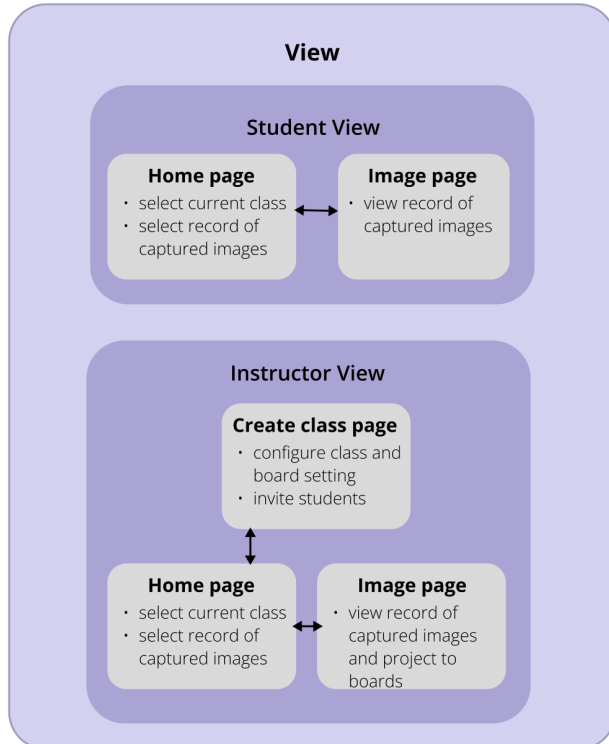 View
Student View
Home page
• select current class
• select record of
captured images
Image page
• view record of
captured images
Instructor View
Create class page
• configure class and
board setting
• invite students
Home page
• select current class
• select record of
captured images
Image page
• view record of
captured images
and project to
boards